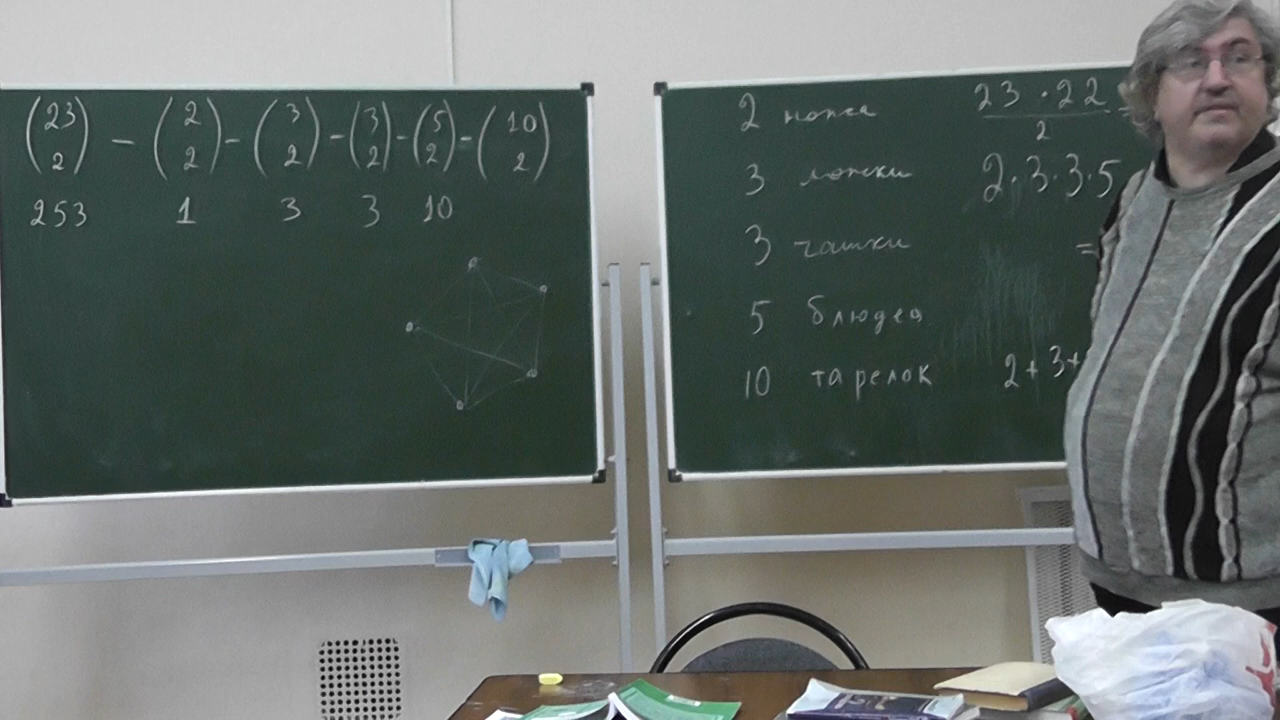 (23 2) - (2 2) - (3 2) - (3 2) - (5 2) - (10 2)
253 1 3 3 10
2 ножа
3 ложки
3 чашки
5 блюдец
10 тарелок
23 · 22
2
2·3·3·5
=
2+3+